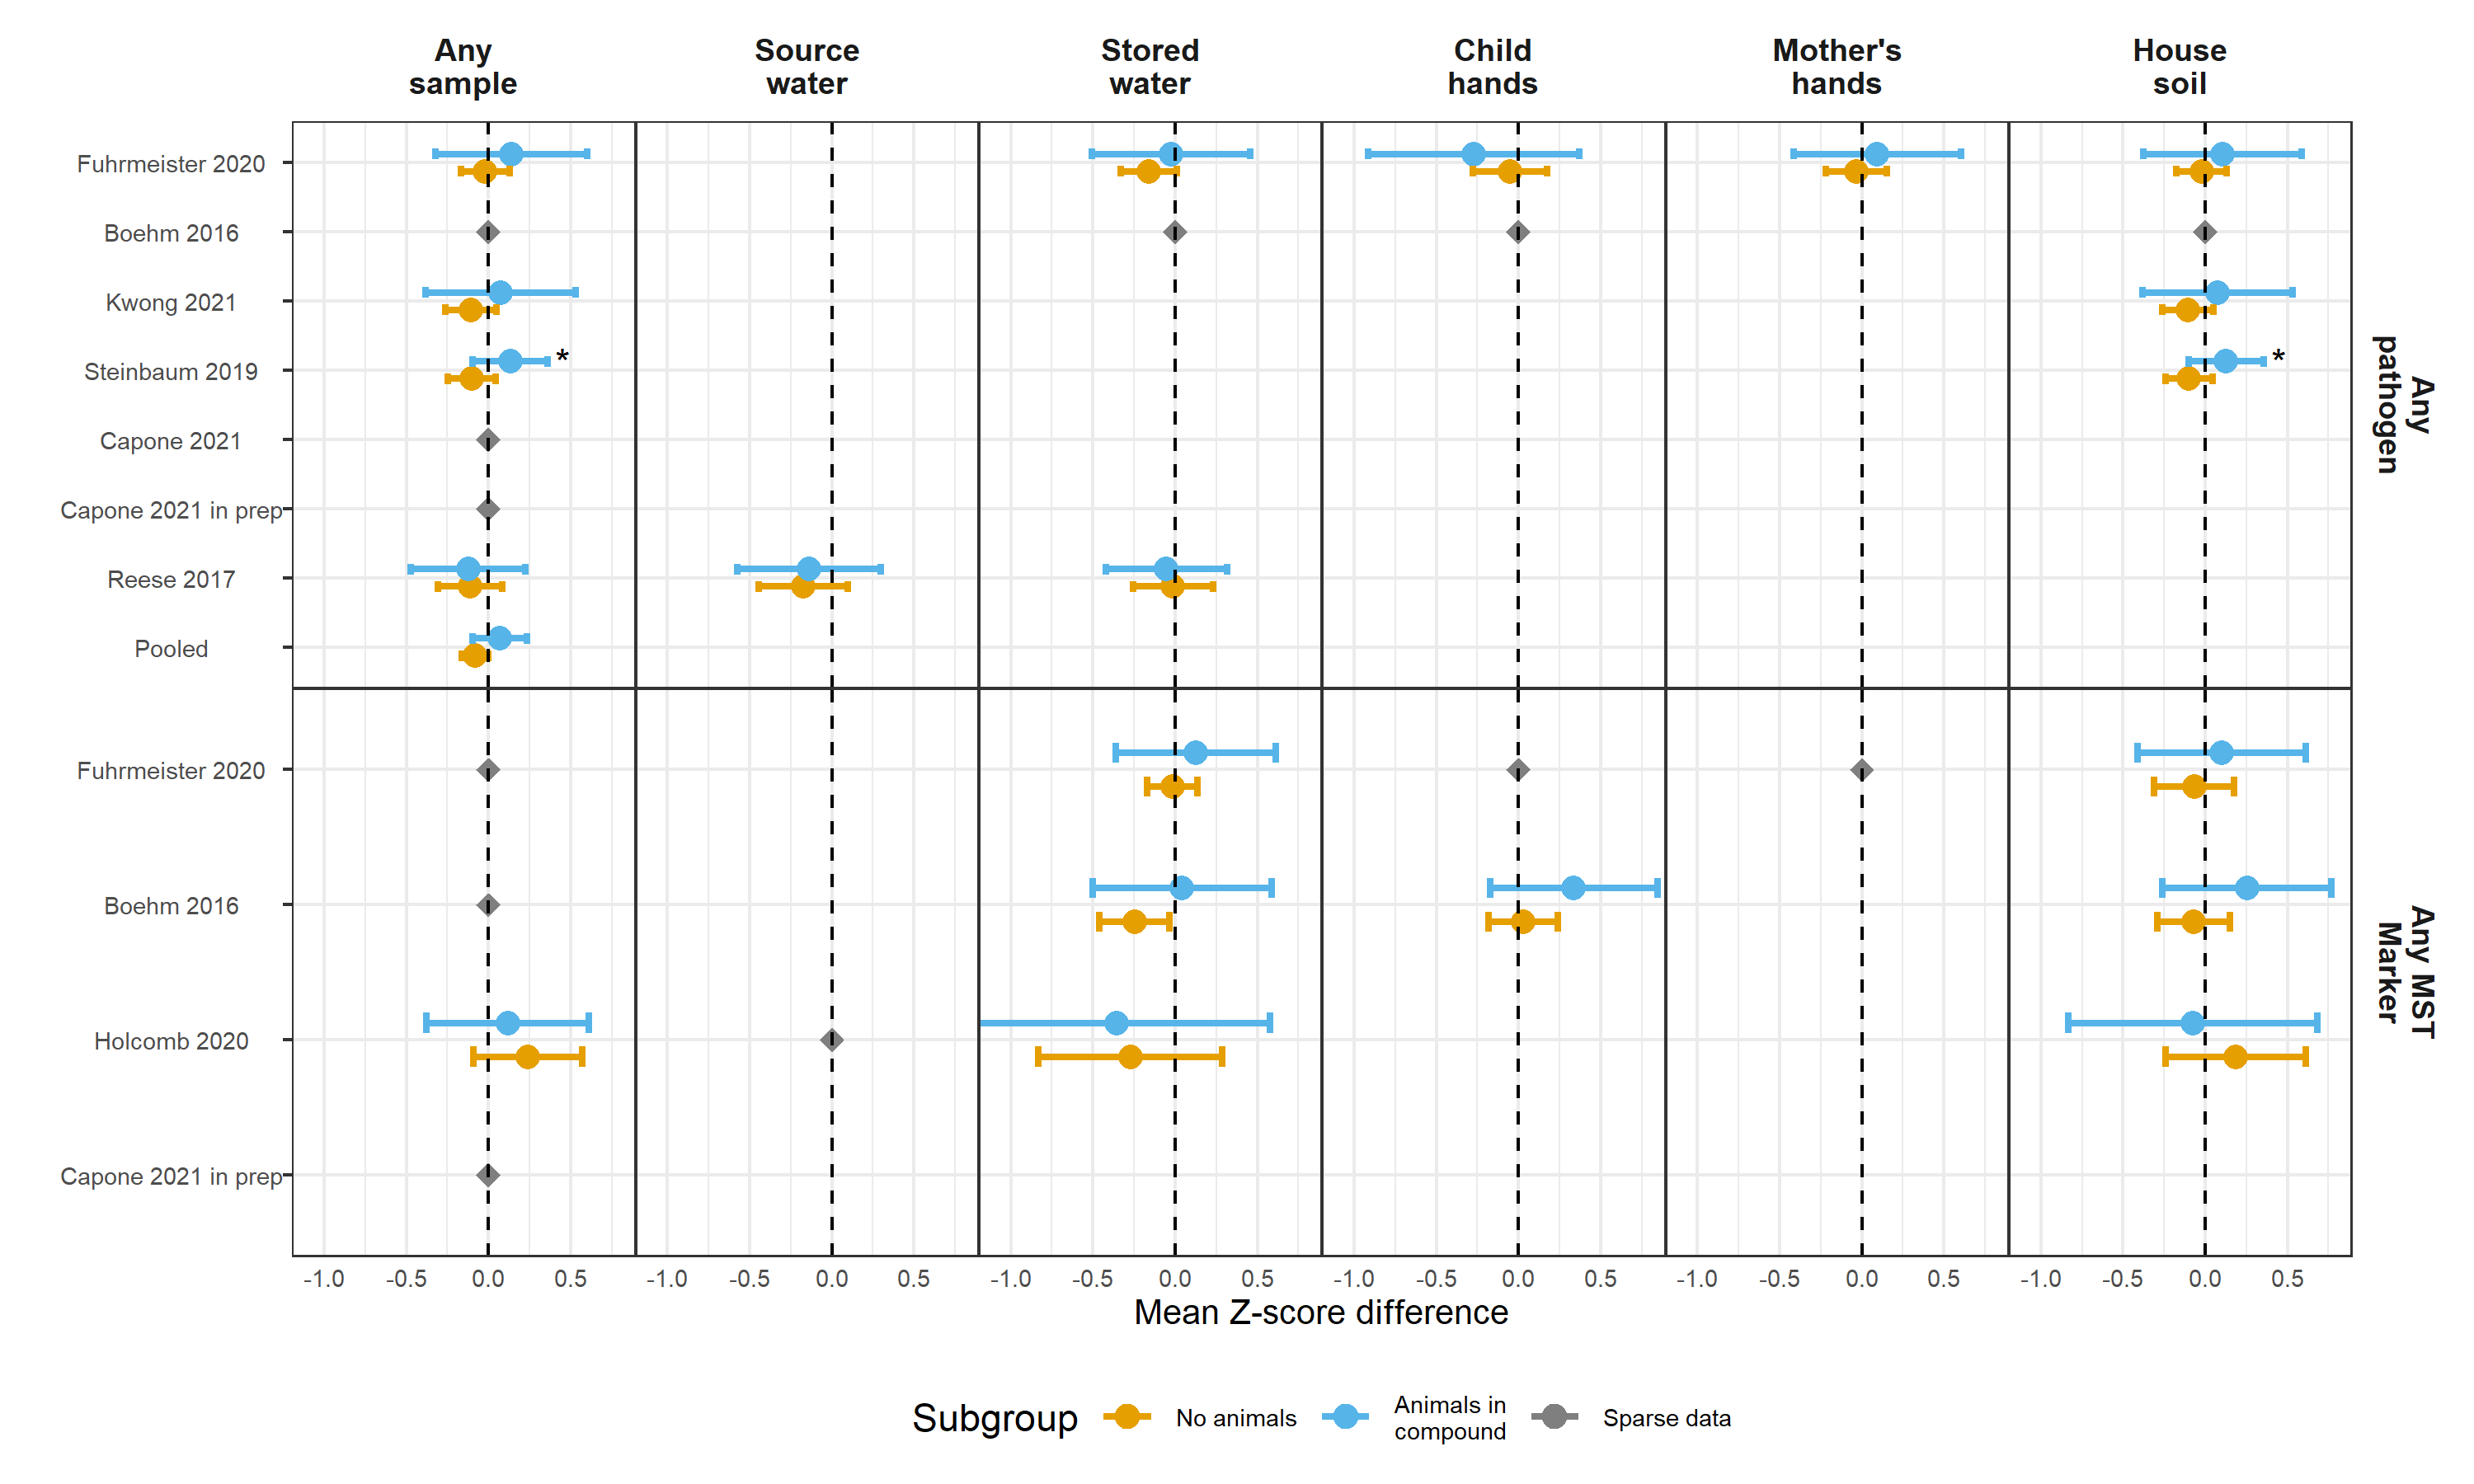 Any
sample
Source
water
Stored
water
Child
hands
Mother's
hands
House
soil
Fuhrmeister 2020
Boehm 2016
Kwong 2021
Steinbaum 2019
*
*
Capone 2021
Capone 2021 in prep
Reese 2017
Pooled
Any
pathogen
Fuhrmeister 2020
Boehm 2016
Holcomb 2020
Capone 2021 in prep
Any MST
Marker
-1.0 -0.5 0.0 0.5 -1.0 -0.5 0.0 0.5 -1.0 -0.5 0.0 0.5 -1.0 -0.5 0.0 0.5 -1.0 -0.5 0.0 0.5 -1.0 -0.5 0.0 0.5
Mean Z-score difference
Subgroup
No animals
Animals in
compound
Sparse data